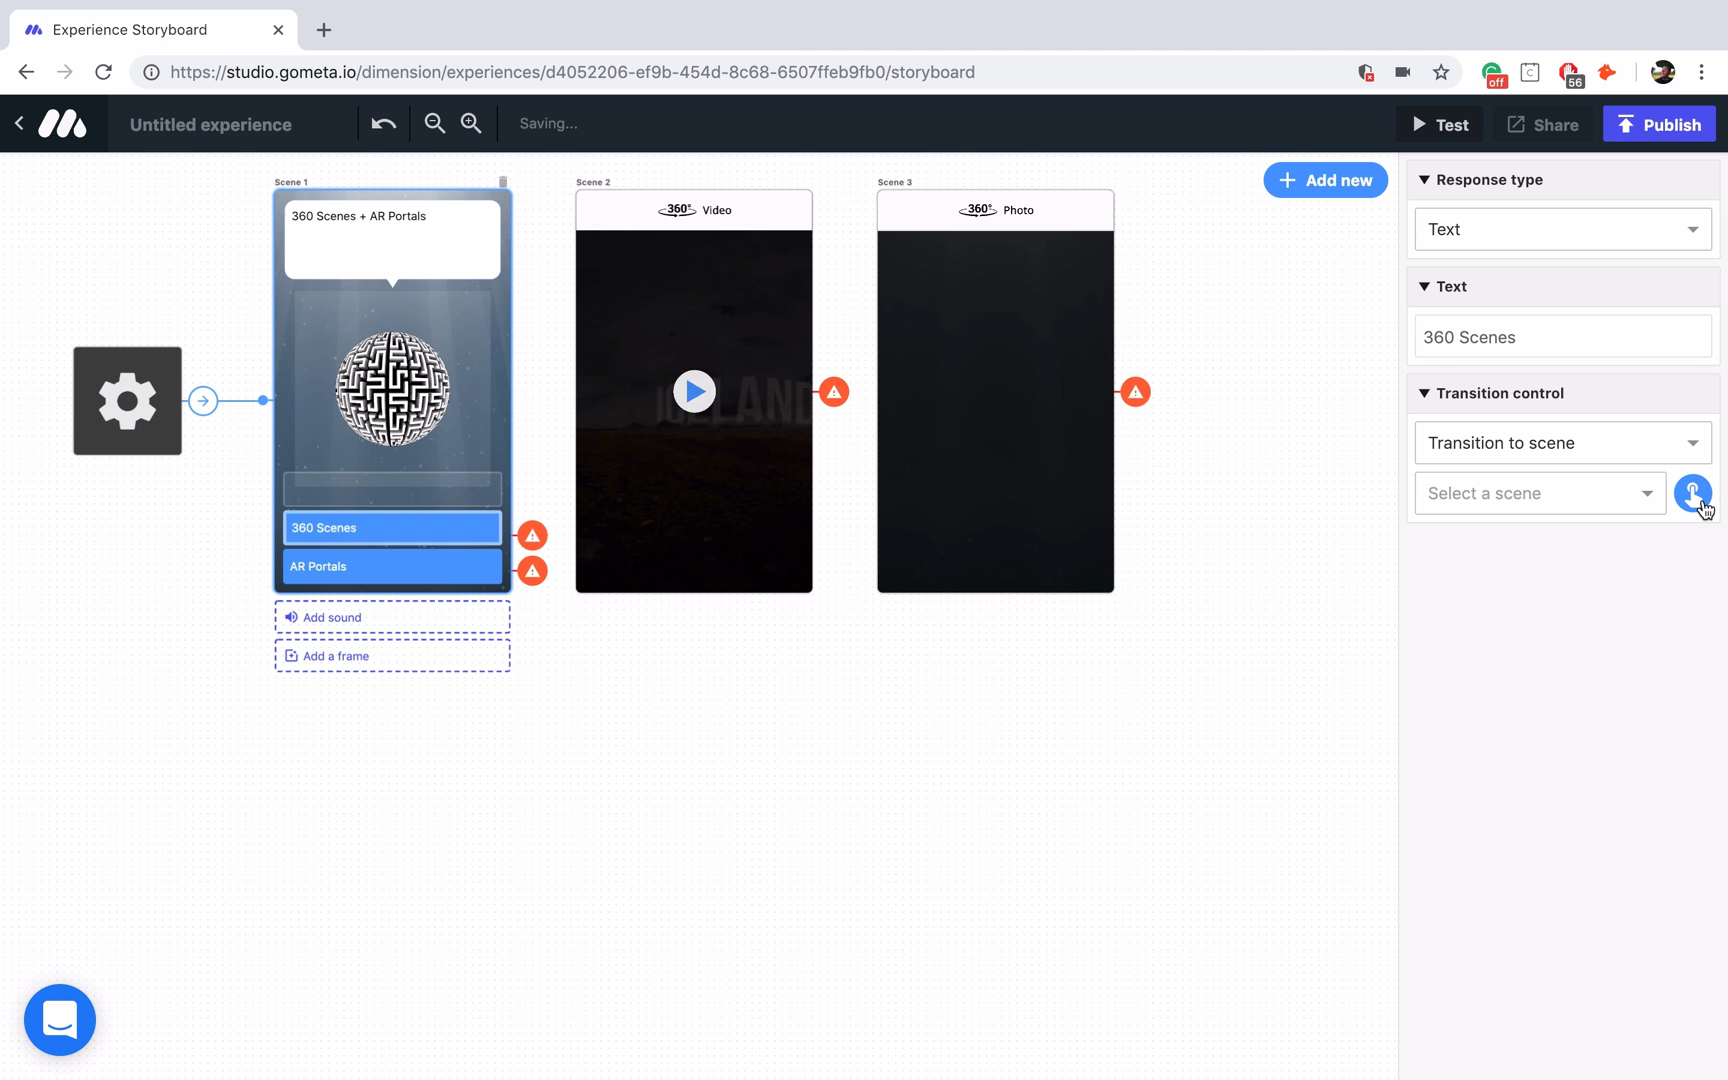 Experience Storyboard
https://studio.gometa.io/dimension/experiences/d4052206-ef9b-454d-8c68-6507ffeb9fb0/storyboard
off
C
56
Untitled experience
Saving...
Test
Share
Publish
Scene 1
Scene 2
Scene 3
Add new
360 Scenes + AR Portals
360° Video
360° Photo
ICELAND
360 Scenes
AR Portals
Add sound
Add a frame
Response type
Text
Text
360 Scenes
Transition control
Transition to scene
Select a scene